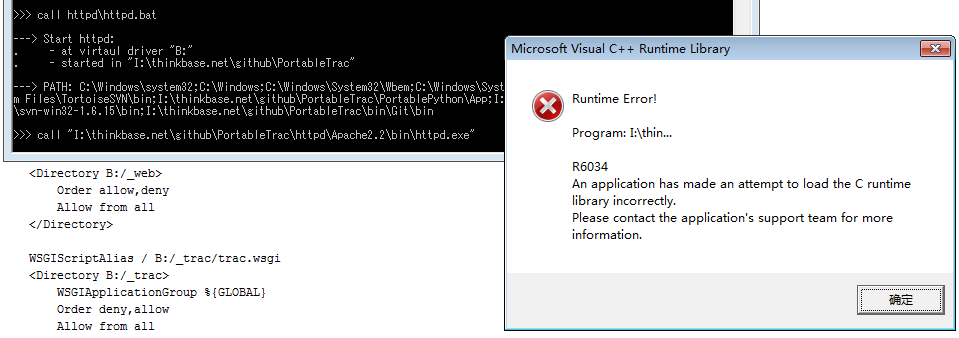 >>> call httpd\httpd.bat
---> Start httpd:
.    - at virtaul driver "B:"
.    - started in "I:\thinkbase.net\github\PortableTrac"
---> PATH: C:\Windows\system32;C:\Windows;C:\Windows\System32\Wbem;C:\Windows\Sys
m Files\TortoiseSVN\bin;I:\thinkbase.net\github\PortableTrac\PortablePython\App;I:
\svn-win32-1.6.15\bin;I:\thinkbase.net\github\PortableTrac\bin\Git\bin
>>> call "I:\thinkbase.net\github\PortableTrac\httpd\Apache2.2\bin\httpd.exe"
<Directory B:/_web>
    Order allow,deny
    Allow from all
</Directory>
WSGIScriptAlias / B:/_trac/trac.wsgi
<Directory B:/_trac>
    WSGIApplicationGroup %{GLOBAL}
    Order deny,allow
    Allow from all
Microsoft Visual C++ Runtime Library
Runtime Error!
Program: I:\thin...
R6034
An application has made an attempt to load the C runtime
library incorrectly.
Please contact the application's support team for more
information.
确定